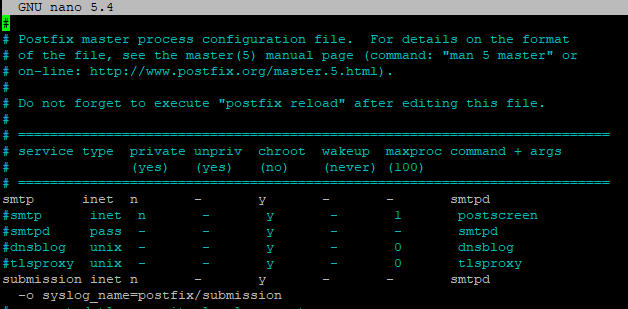 GNU nano 5.4
#
# Postfix master process configuration file.  For details on the format
# of the file, see the master(5) manual page (command: "man 5 master" or
# on-line: http://www.postfix.org/master.5.html).
#
# Do not forget to execute "postfix reload" after editing this file.
#
# ==========================================================================
# service type  private unpriv  chroot  wakeup  maxproc command + args
#               (yes)   (yes)   (no)    (never) (100)
# ==========================================================================
smtp      inet  n       -       y       -       -       smtpd
#smtp      inet  n       -       y       -       1       postscreen
#smtpd     pass  -       -       y       -       -       smtpd
#dnsblog   unix  -       -       y       -       0       dnsblog
#tlsproxy  unix  -       -       y       -       0       tlsproxy
submission inet n       -       y       -       -       smtpd
  -o syslog_name=postfix/submission